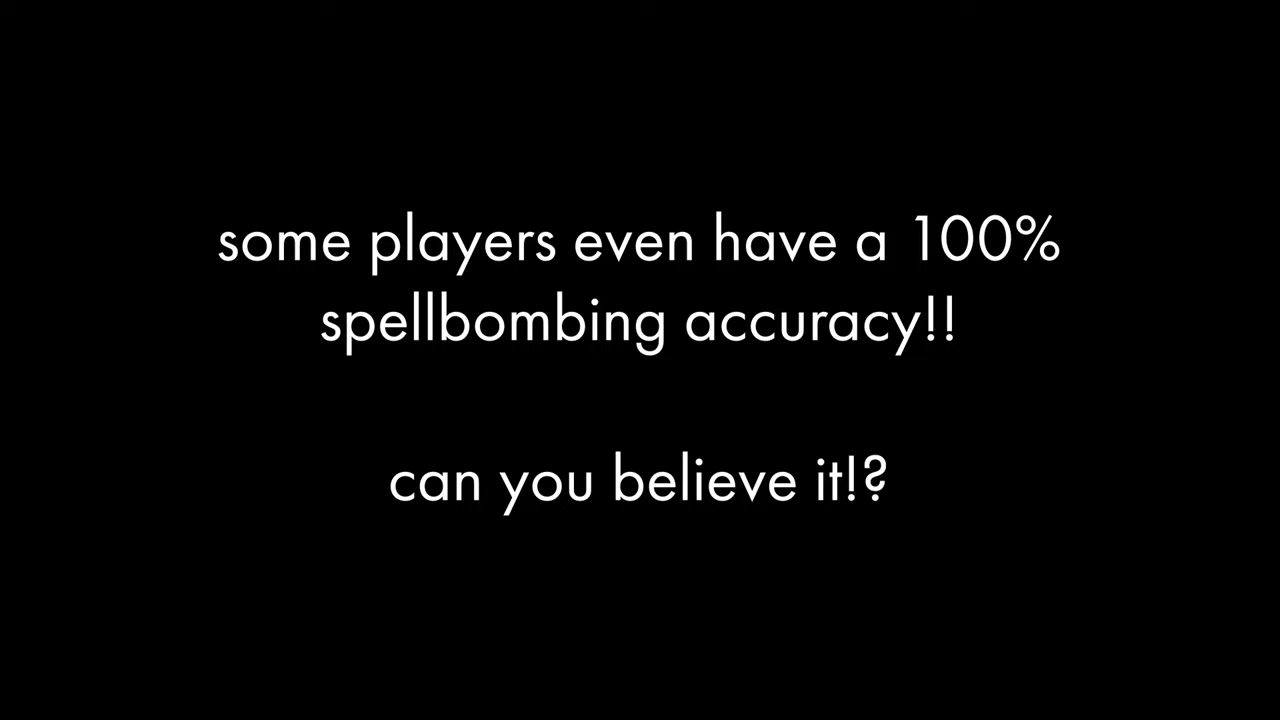 some players even have a 100%
spellbombing accuracy!!
can you believe it!?